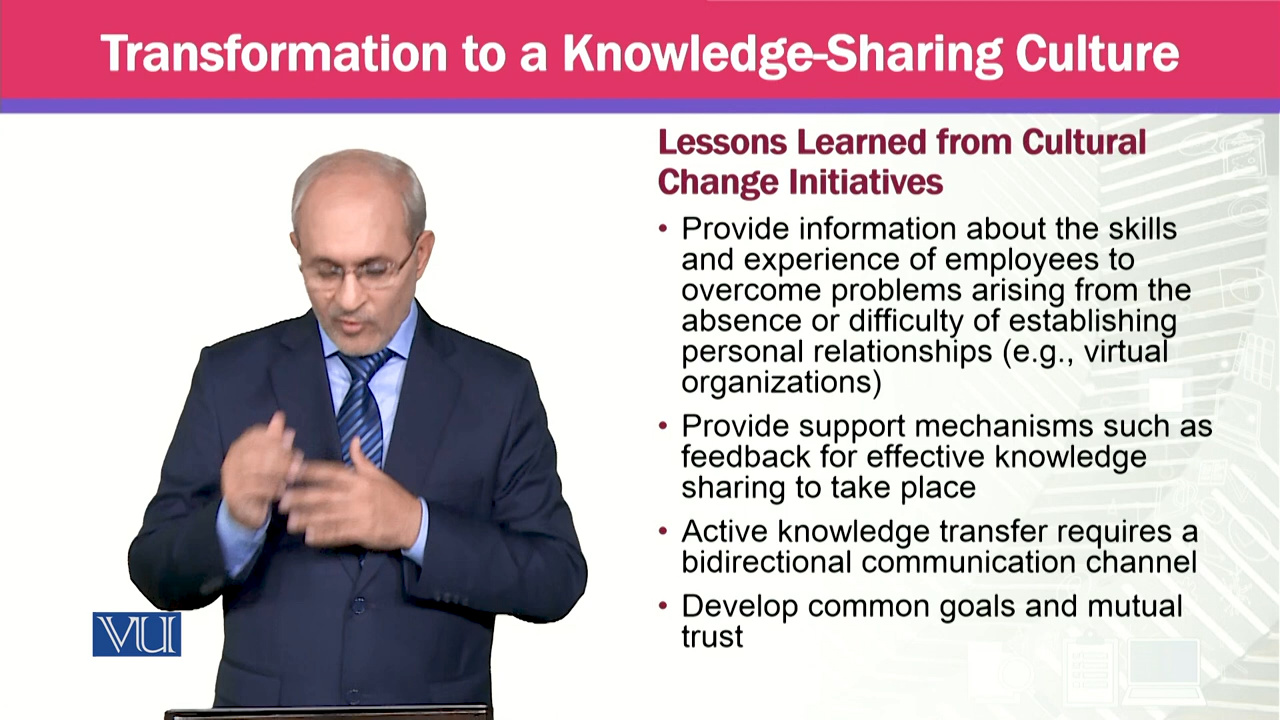 Transformation to a Knowledge-Sharing Culture
Lessons Learned from Cultural
Change Initiatives
• Provide information about the skills
and experience of employees to
overcome problems arising from the
absence or difficulty of establishing
personal relationships (e.g., virtual
organizations)
• Provide support mechanisms such as
feedback for effective knowledge
sharing to take place
• Active knowledge transfer requires a
bidirectional communication channel
• Develop common goals and mutual
trust
VU